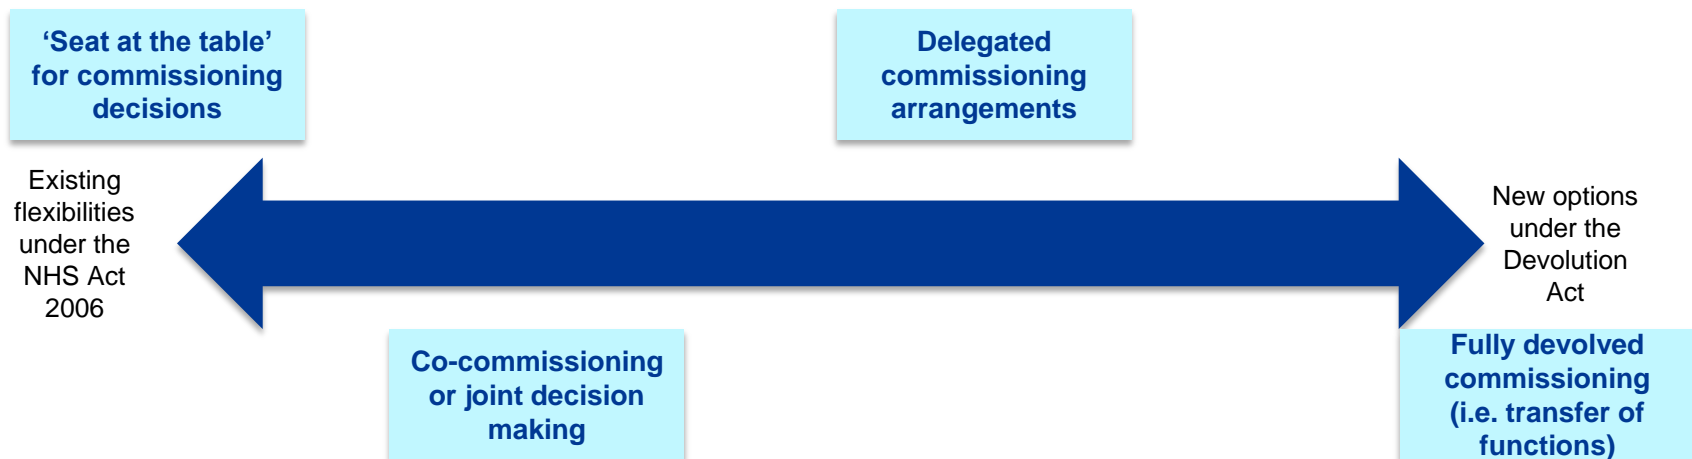 ‘Seat at the table’
for commissioning
decisions
Delegated
commissioning
arrangements
Existing
flexibilities
under the
NHS Act
2006
New options
under the
Devolution
Act
Co-commissioning
or joint decision
making
Fully devolved
commissioning
(i.e. transfer of
functions)